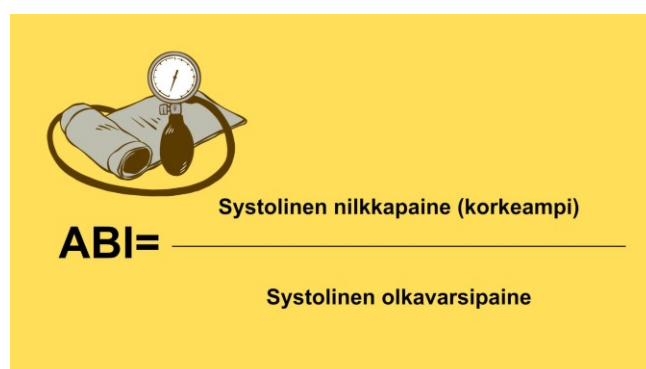 Systolinen nilkkapaine (korkeampi)
ABI=
Systolinen olkavarsipaine